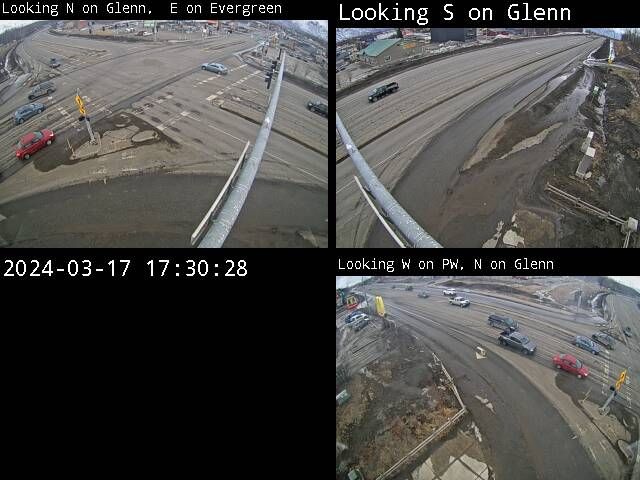 Looking N on Glenn,  E on Evergreen
Looking S on Glenn
2024-03-17 17:30:28
Looking W on PW, N on Glenn